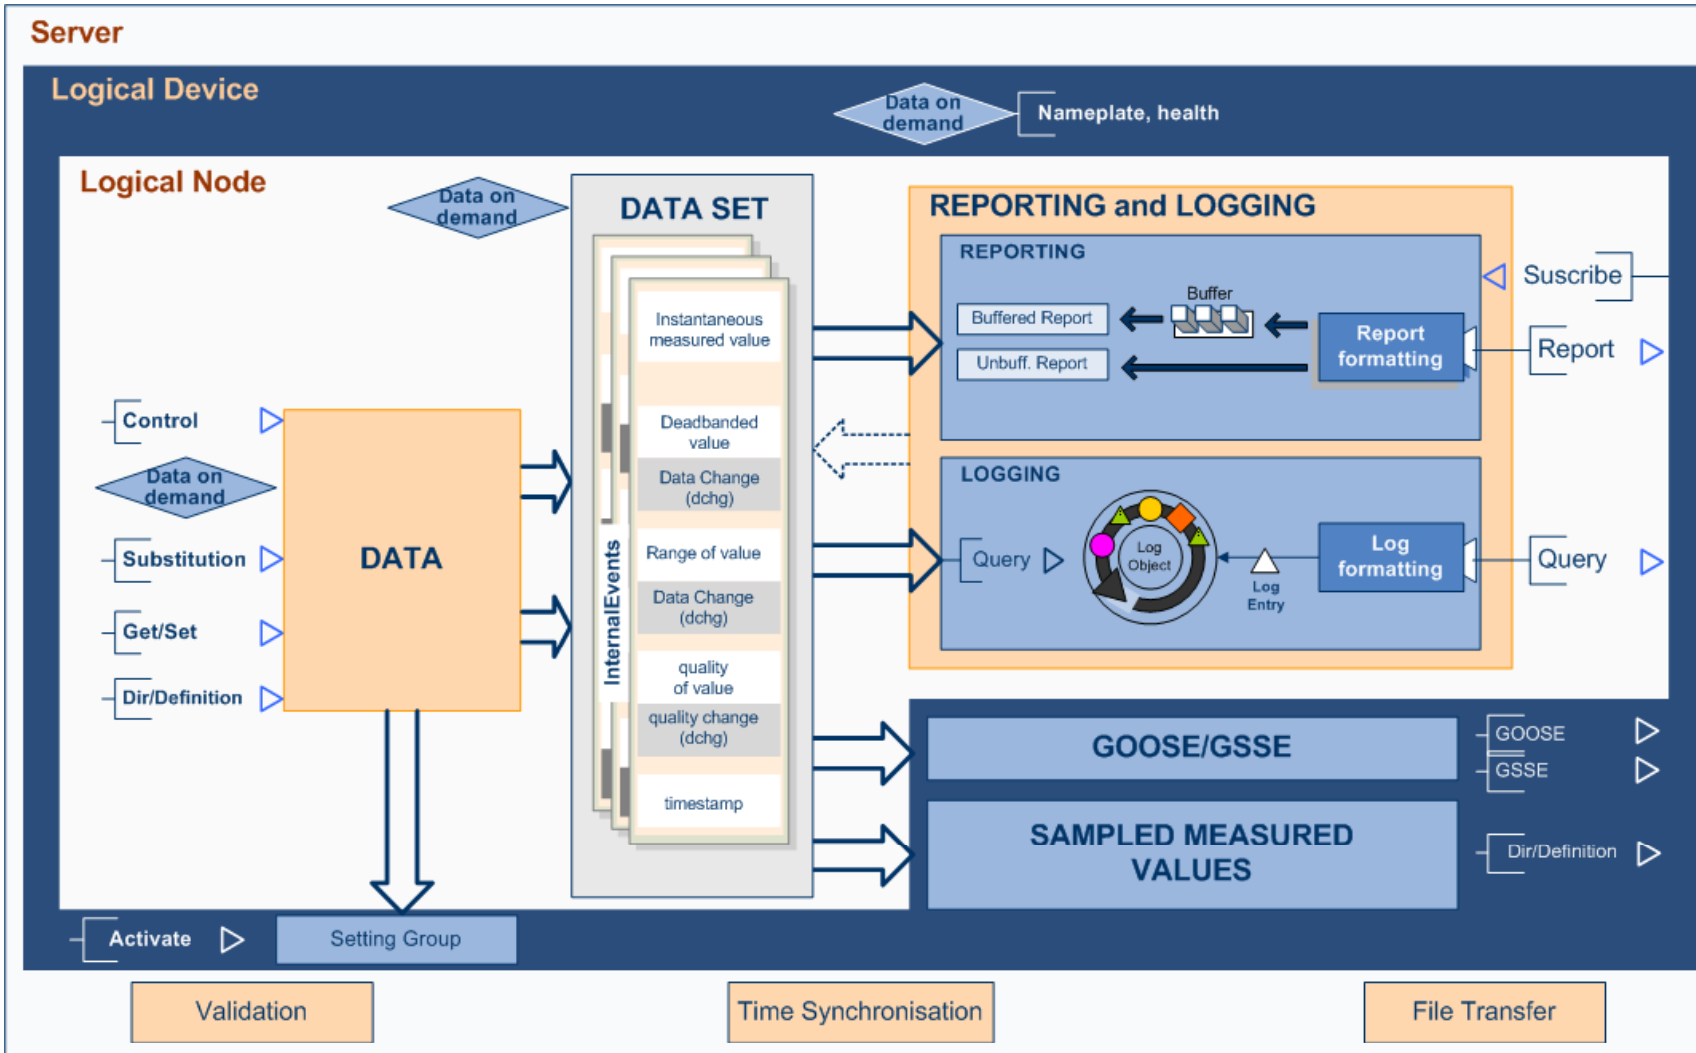 Server
Logical Device
Data on
demand
Nameplate, health
Logical Node
Data on
demand
DATA SET
Instantaneous
measured value
Deadbanded
value
Data Change
(dchg)
Range of value
Data Change
(dchg)
quality
of value
quality change
(dchg)
timestamp
InternalEvents
REPORTING and LOGGING
REPORTING
Buffer
Buffered Report
Unbuff. Report
Report
formatting
Suscribe
Report
LOGGING
Query
Log
Object
Log
Entry
Log
formatting
Query
Control
Data on
demand
Substitution
Get/Set
Dir/Definition
DATA
GOOSE/GSSE
GOOSE
GSSE
SAMPLED MEASURED
VALUES
Dir/Definition
Activate
Setting Group
Validation
Time Synchronisation
File Transfer